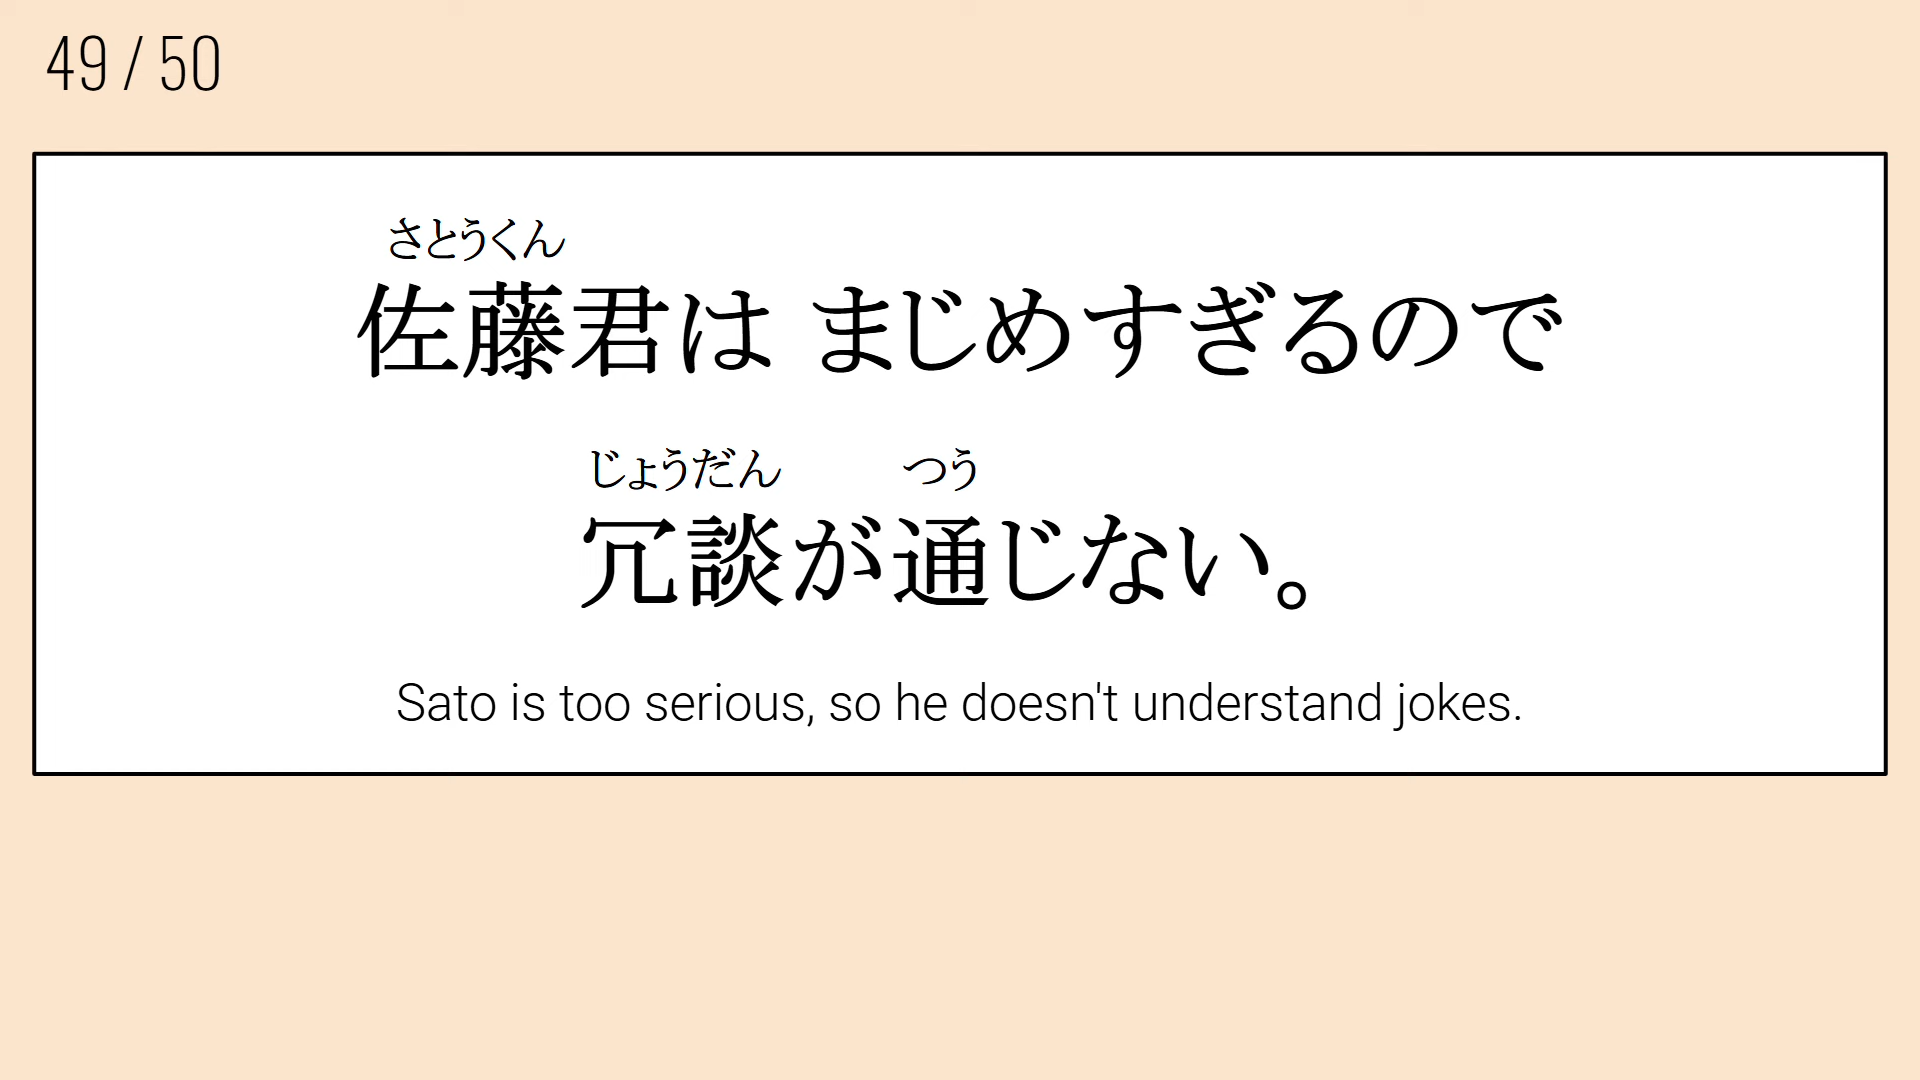 49 / 50
さとうくん
佐藤君は まじめすぎるので
じょうだん つう
冗談が通じない。
Sato is too serious, so he doesn't understand jokes.